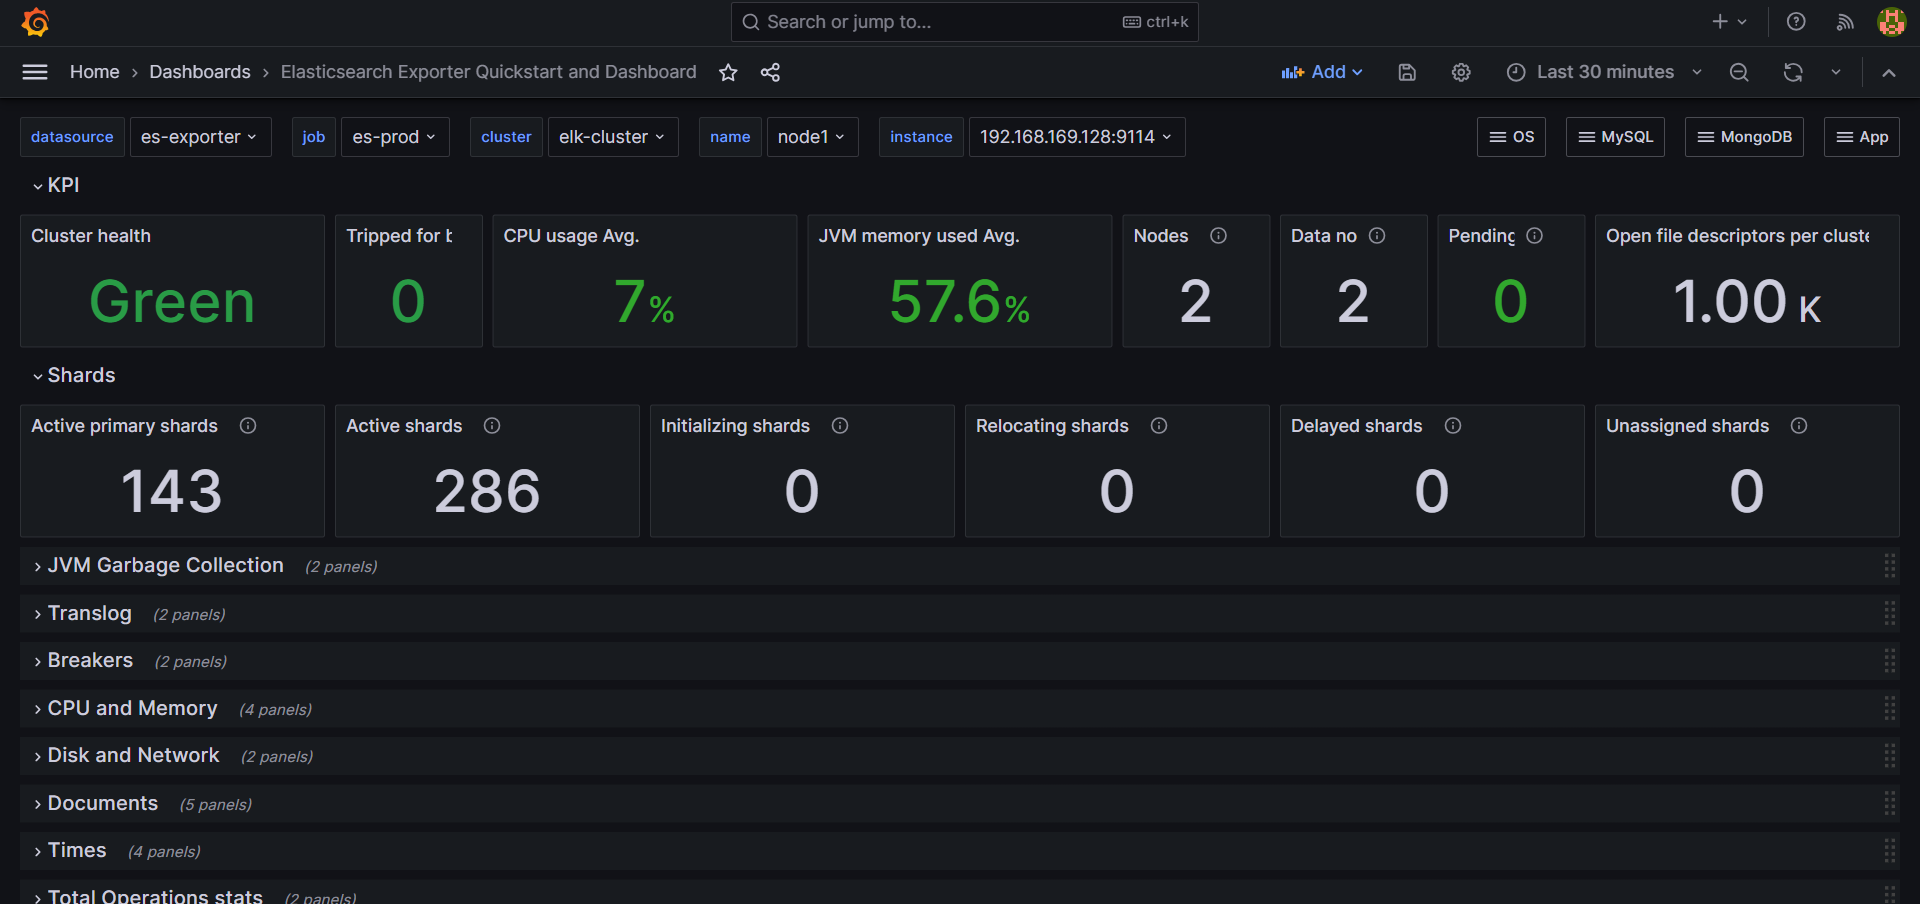 Search or jump to...
ctrl+k
Home › Dashboards › Elasticsearch Exporter Quickstart and Dashboard
Add
Last 30 minutes
datasource es-exporter
job es-prod
cluster elk-cluster
name node1
instance 192.168.169.128:9114
OS
MySQL
MongoDB
App
KPI
Cluster health
Green
Tripped for b
0
CPU usage Avg.
7%
JVM memory used Avg.
57.6%
Nodes
2
Data no
2
Pending
0
Open file descriptors per cluste
1.00 K
Shards
Active primary shards
143
Active shards
286
Initializing shards
0
Relocating shards
0
Delayed shards
0
Unassigned shards
0
JVM Garbage Collection (2 panels)
Translog (2 panels)
Breakers (2 panels)
CPU and Memory (4 panels)
Disk and Network (2 panels)
Documents (5 panels)
Times (4 panels)
Total Operations stats (2 panels)